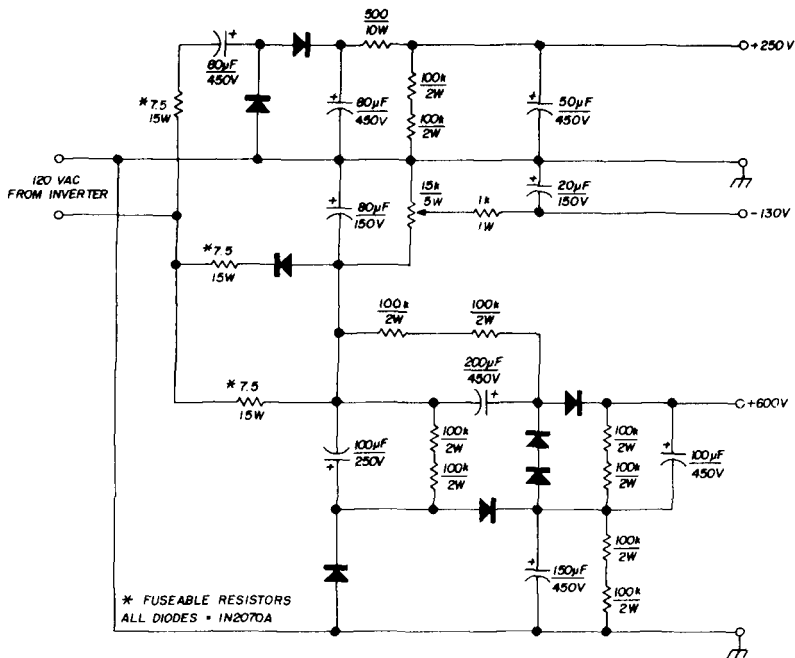 500
10W
+250V
80µF
450V
100k
2W
* 7.5
15W
80µF
450V
50µF
450V
100k
2W
120 VAC
FROM INVERTER
80µF
150V
15k
5W
1k
1W
20µF
150V
-130V
* 7.5
15W
100k
2W
100k
2W
200µF
450V
* 7.5
15W
+600V
100µF
250V
100k
2W
100k
2W
100k
2W
100k
2W
100µF
450V
100k
2W
150µF
450V
100k
2W
* FUSEABLE RESISTORS
ALL DIODES = 1N2070A